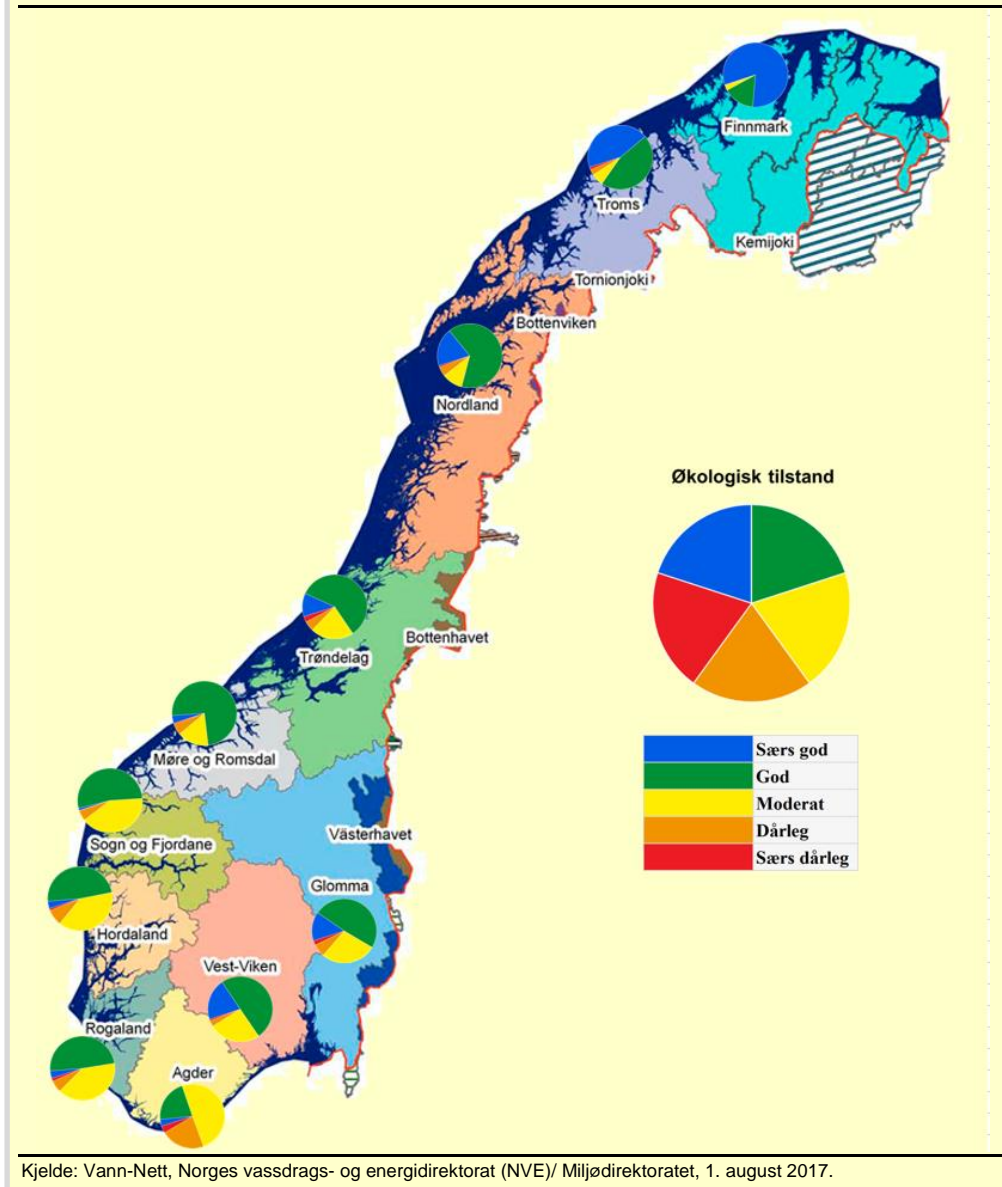 Finnmark
Troms
Kemijoki
Tornionjoki
Bottenviken
Nordland
Økologisk tilstand
Bottenhavet
Trøndelag
Møre og Romsdal
Særs god
God
Moderat
Dårleg
Særs dårleg
Västerhavet
Sogn og Fjordane
Glomma
Hordaland
Vest-Viken
Rogaland
Agder
Kjelde: Vann-Nett, Norges vassdrags- og energidirektorat (NVE)/ Miljødirektoratet, 1. august 2017.